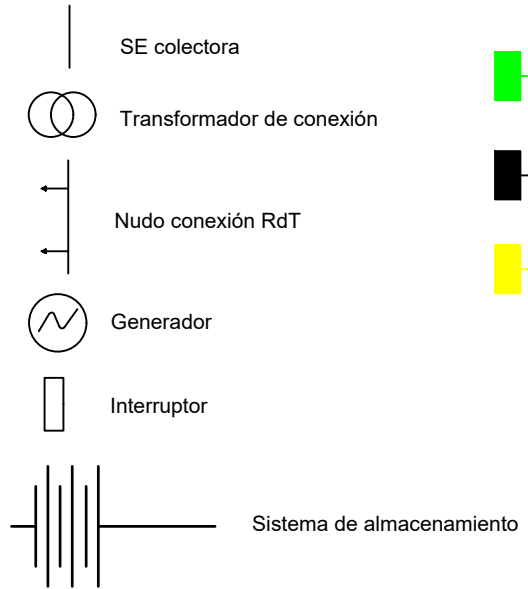 SE colectora
Transformador de conexión
Nudo conexión RdT
Generador
Interruptor
Sistema de almacenamiento